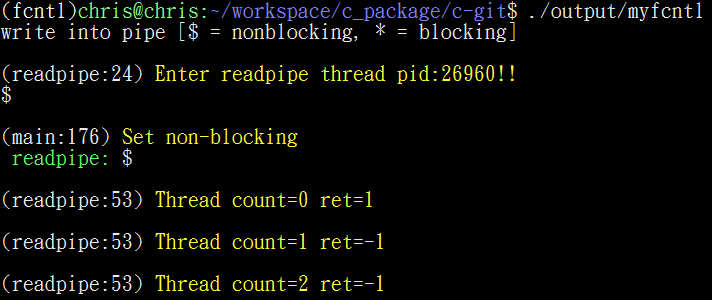 (fcntl)chris@chris:~/workspace/c_package/c-git$ ./output/myfcntl
write into pipe [$ = nonblocking, * = blocking]
(readpipe:24) Enter readpipe thread pid:26960!!
$
(main:176) Set non-blocking
readpipe: $
(readpipe:53) Thread count=0 ret=1
(readpipe:53) Thread count=1 ret=-1
(readpipe:53) Thread count=2 ret=-1